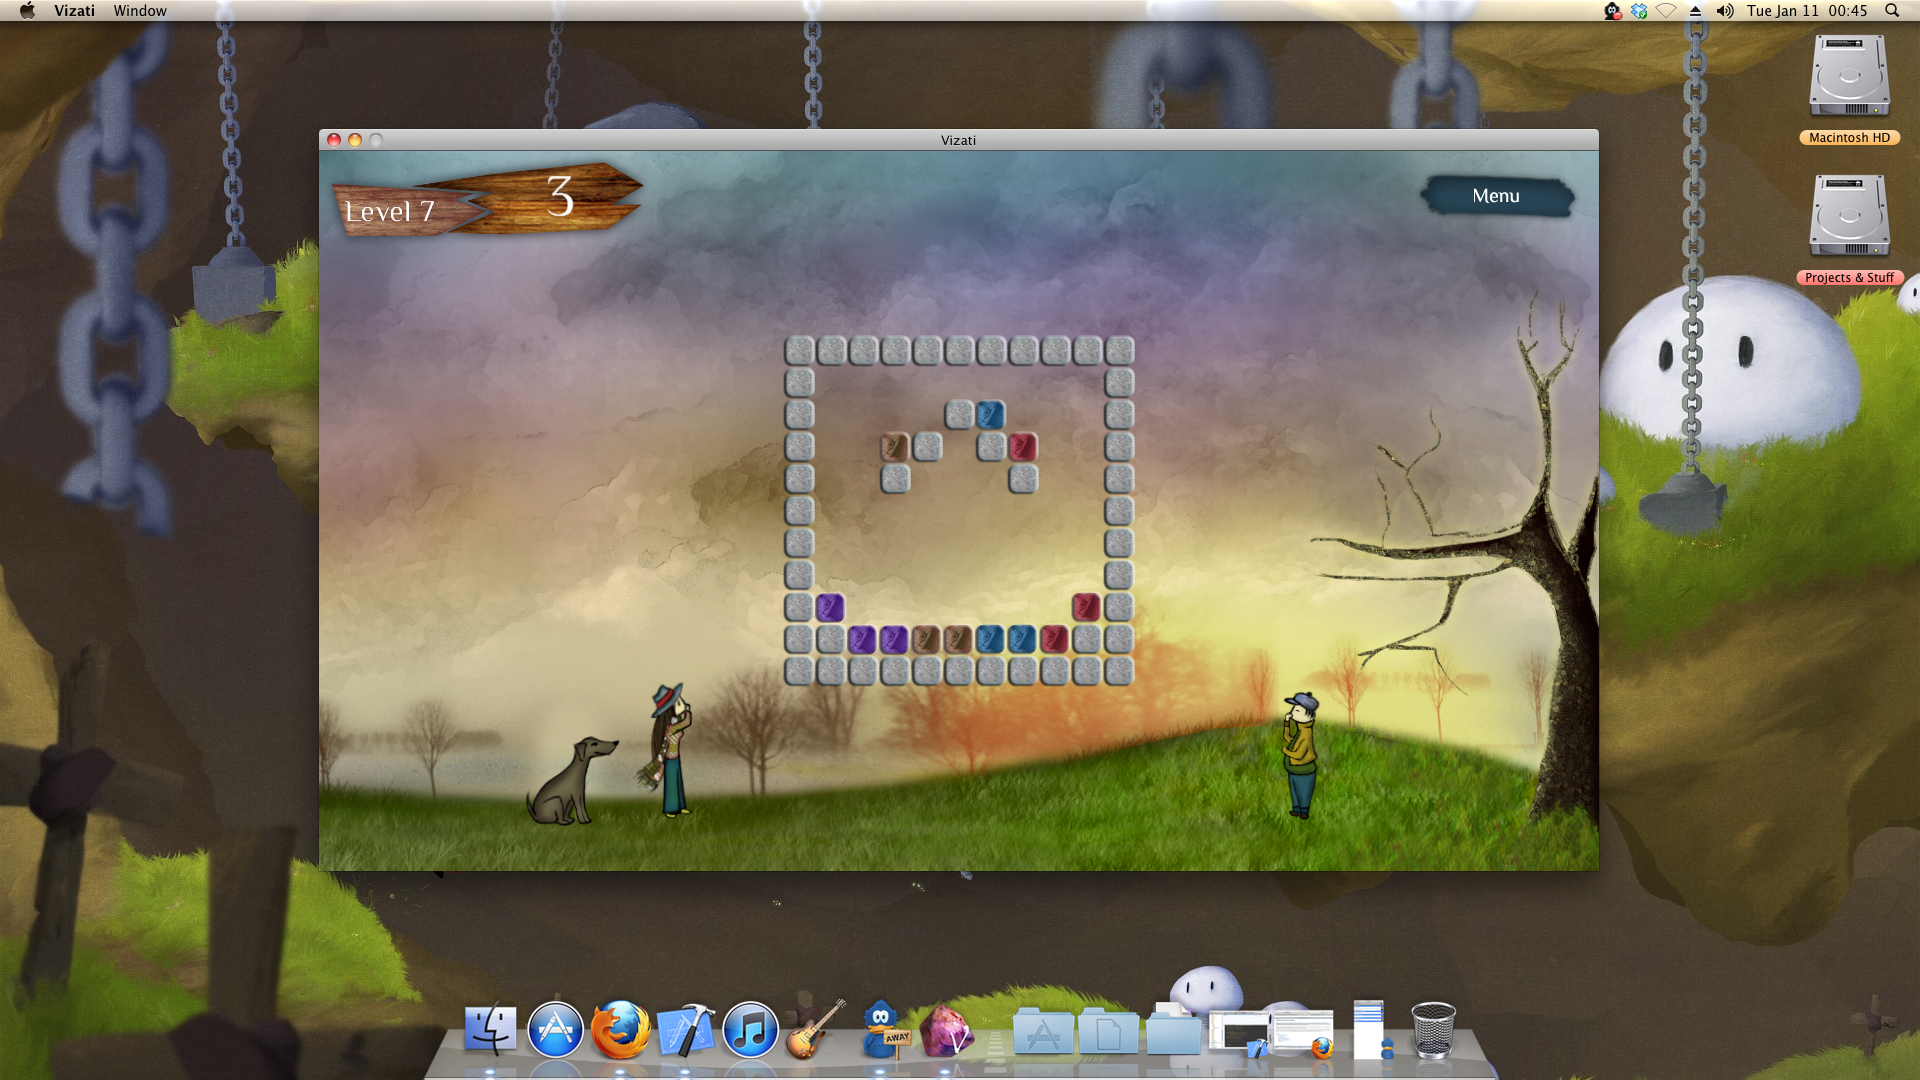 Vizati Window
Tue Jan 11 00:45
Macintosh HD
Projects & Stuff
Vizati
Level 7
3
Menu
AWAY
V